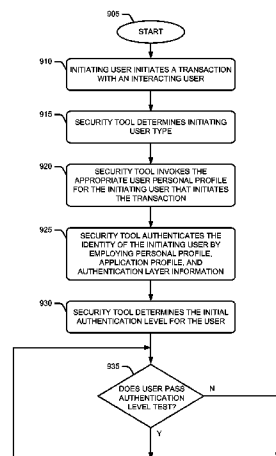 905
START
910
INITIATING USER INITIATES A TRANSACTION
WITH AN INTERACTING USER
915
SECURITY TOOL DETERMINES INITIATING
USER TYPE
920
SECURITY TOOL INVOKES THE
APPROPRIATE USER PERSONAL PROFILE
FOR THE INITIATING USER THAT INITIATES
THE TRANSACTION
925
SECURITY TOOL AUTHENTICATES THE
IDENTITY OF THE INITIATING USER BY
EMPLOYING PERSONAL PROFILE,
APPLICATION PROFILE, AND
AUTHENTICATION LAYER INFORMATION
930
SECURITY TOOL DETERMINES THE INITIAL
AUTHENTICATION LEVEL FOR THE USER
935
DOES USER PASS
AUTHENTICATION
LEVEL TEST?
N
Y